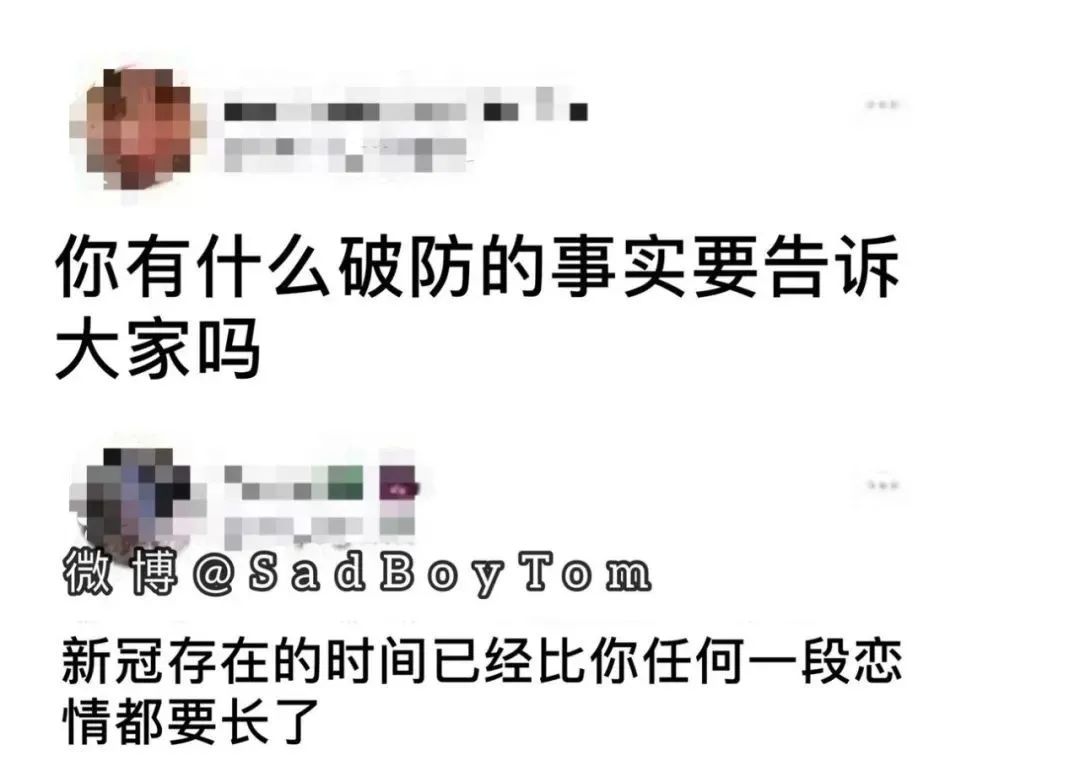 你有什么破防的事实要告诉
大家吗
微博@SadBoyTom
新冠存在的时间已经比你任何一段恋
情都要长了